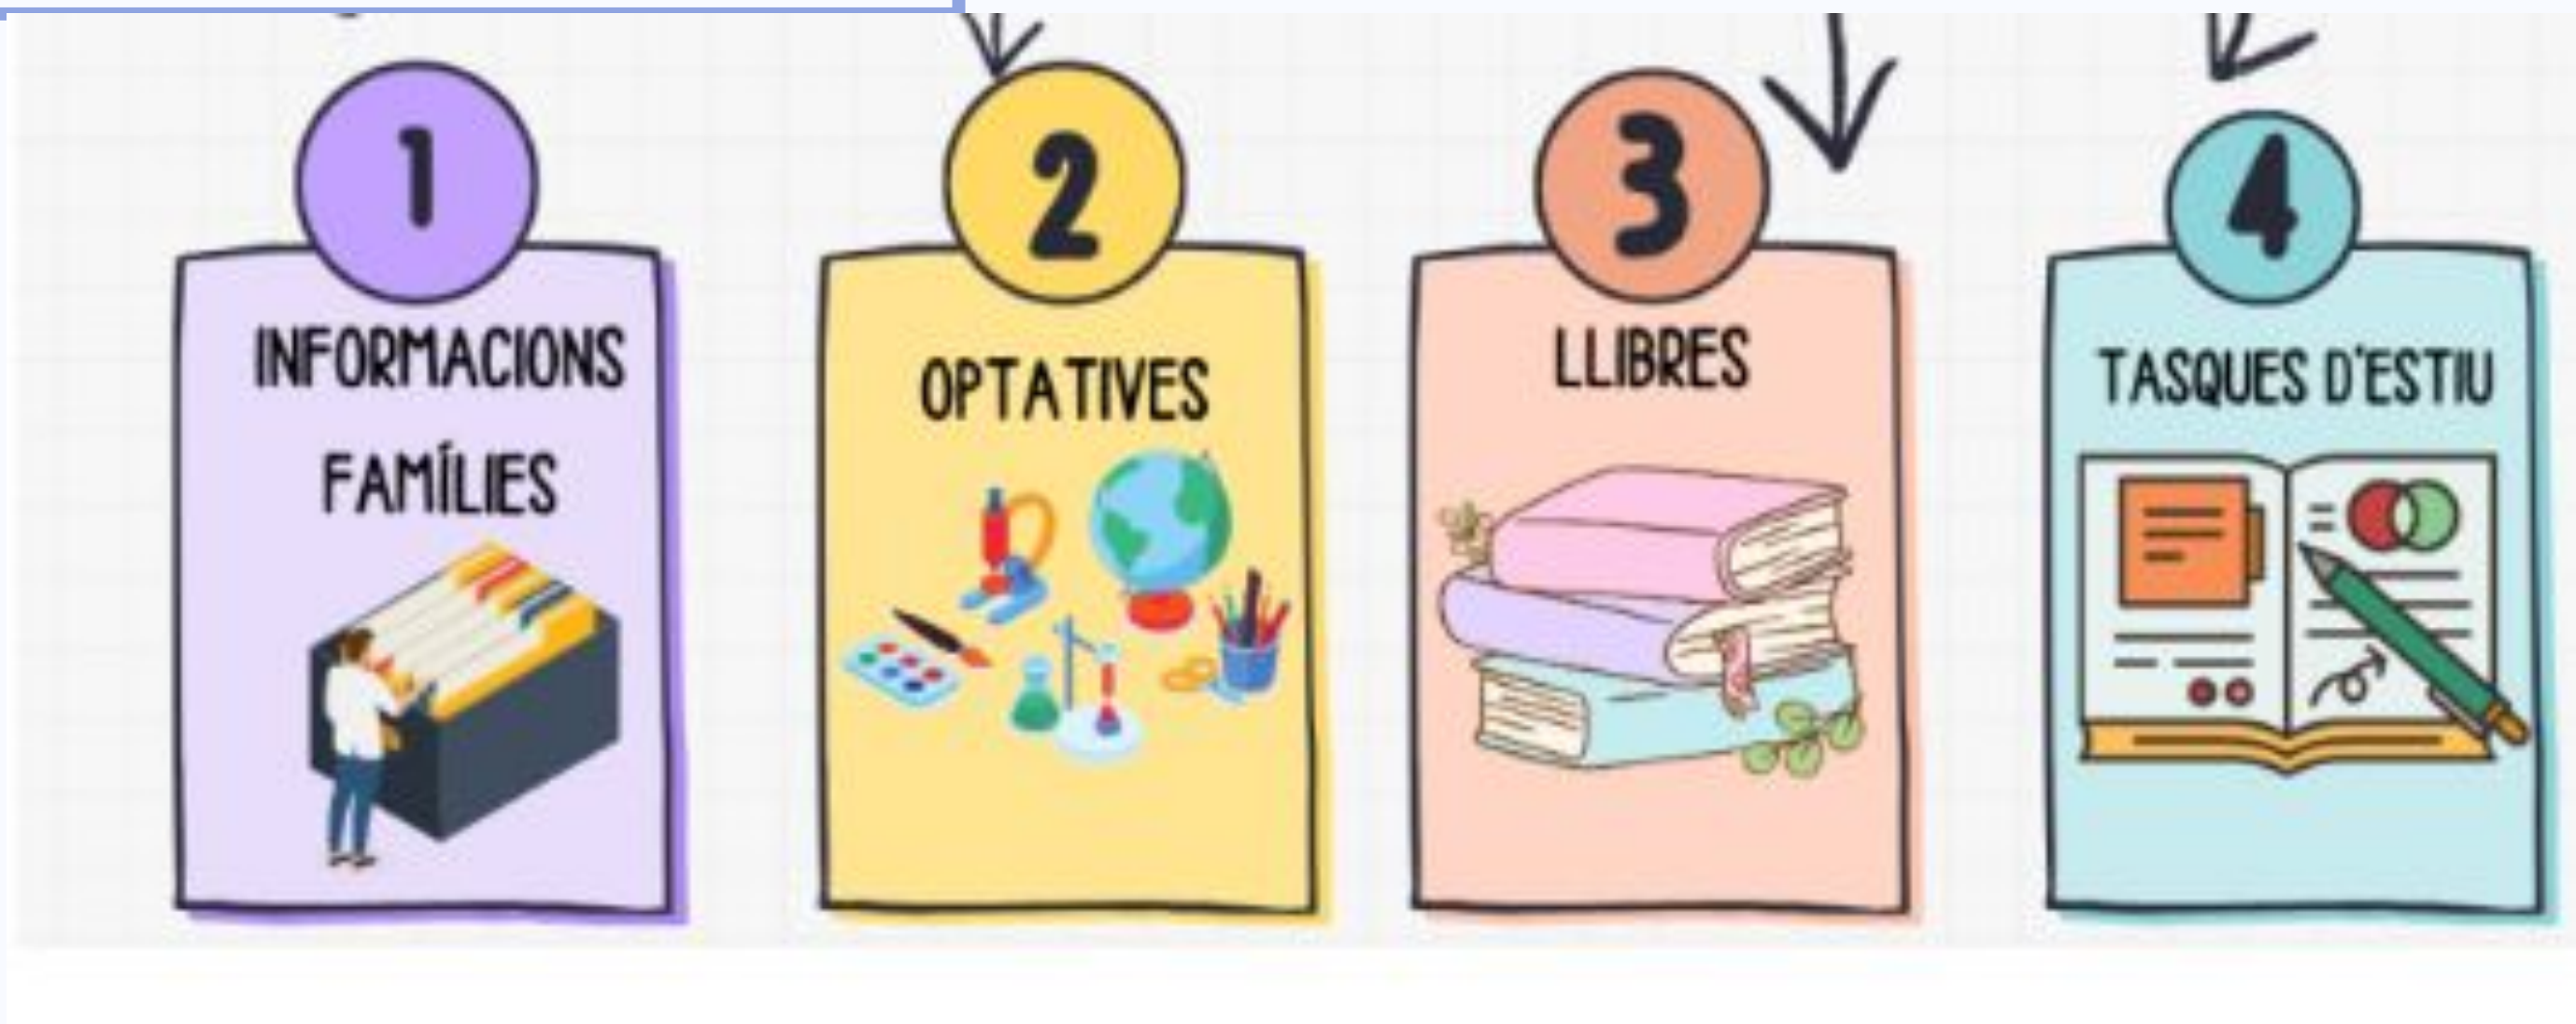 1
INFORMACIONS
FAMÍLIES
2
OPTATIVES
3
LLIBRES
4
TASQUES D'ESTIU